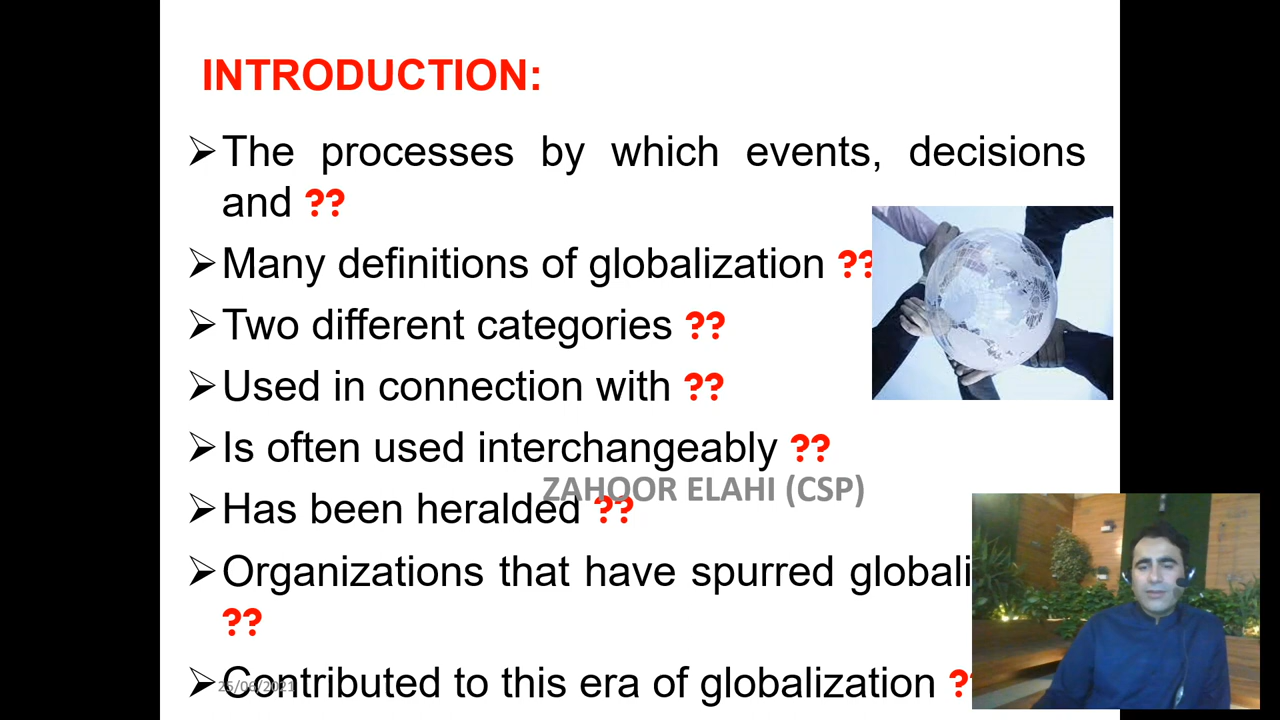 INTRODUCTION:
➢The processes by which events, decisions
and ??
➢Many definitions of globalization ??
➢Two different categories ??
➢Used in connection with ??
➢Is often used interchangeably ??
ZAHOOR ELAHI (CSP)
➢Has been heralded ??
➢Organizations that have spurred globali
??
➢Contributed to this era of globalization ?